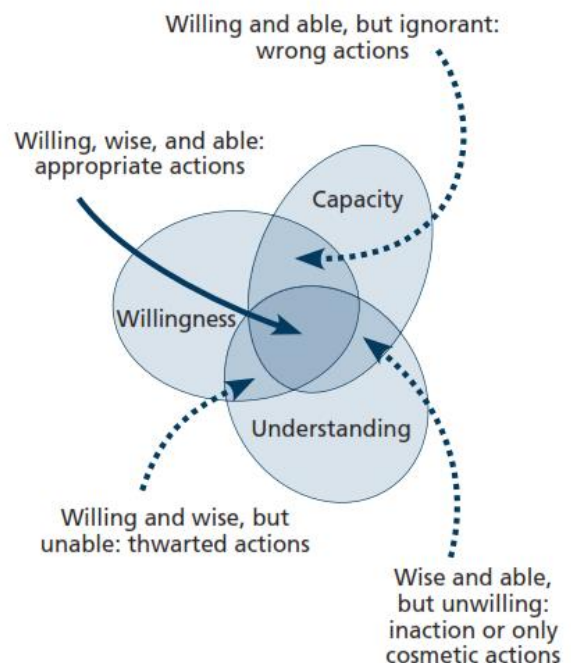 Willing and able, but ignorant:
wrong actions
Willing, wise, and able:
appropriate actions
Capacity
Willingness
Understanding
Willing and wise, but
unable: thwarted actions
Wise and able,
but unwilling:
inaction or only
cosmetic actions